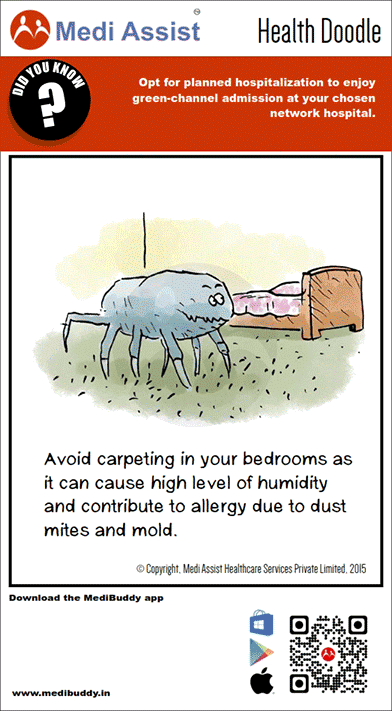 Medi Assist
Health Doodle
DID YOU KNOW
?
Opt for planned hospitalization to enjoy
green-channel admission at your chosen
network hospital.
Avoid carpeting in your bedrooms as
it can cause high level of humidity
and contribute to allergy due to dust
mites and mold.
© Copyright, Medi Assist Healthcare Services Private Limited, 2015
Download the MediBuddy app
www.medibuddy.in